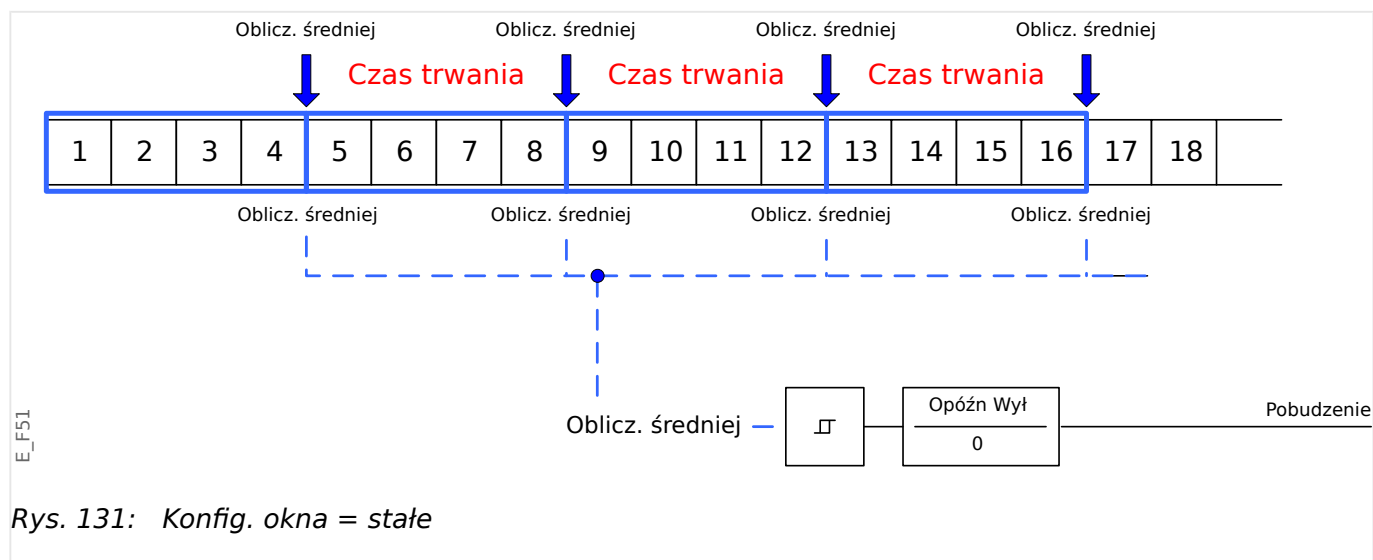 Oblicz. średniej Oblicz. średniej Oblicz. średniej Oblicz. średniej
Czas trwania Czas trwania Czas trwania
1 2 3 4 5 6 7 8 9 10 11 12 13 14 15 16 17 18
Oblicz. średniej Oblicz. średniej Oblicz. średniej Oblicz. średniej
Opóźn Wył
Pobudzenie
Oblicz. średniej
0
E_F51
Rys. 131: Konfig. okna = stałe